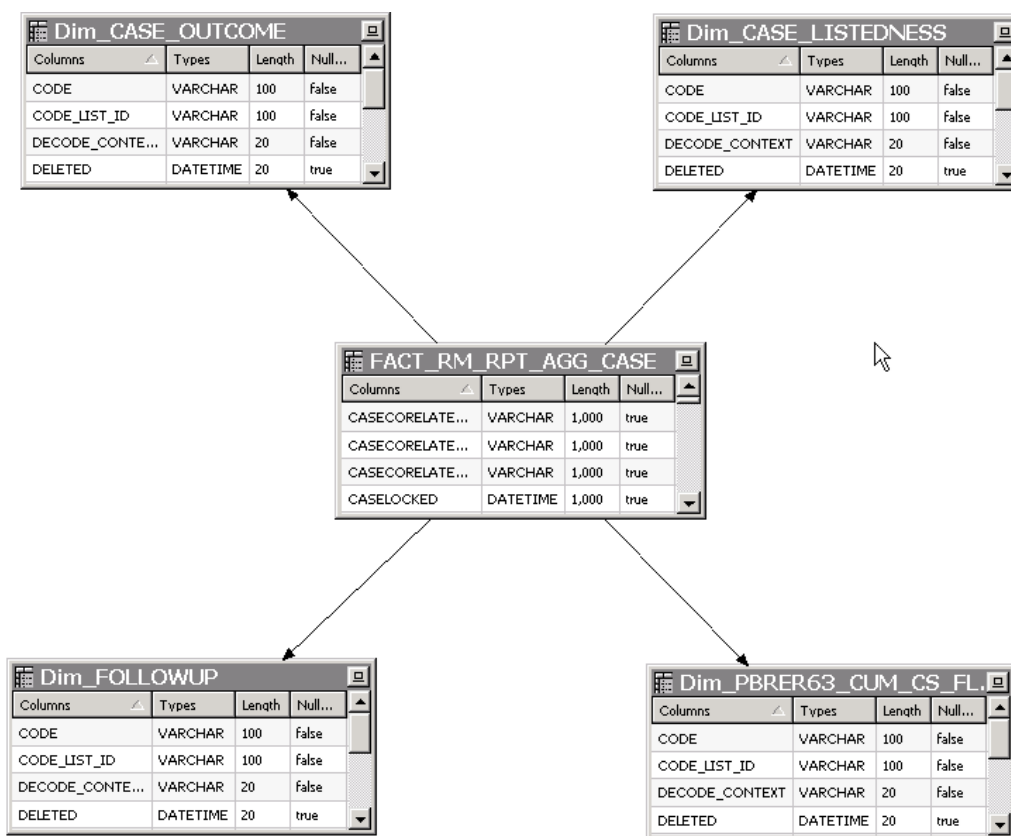 Dim_CASE_OUTCOME
Columns Types Length Null...
CODE VARCHAR 100 false
CODE_LIST_ID VARCHAR 100 false
DECODE_CONTE... VARCHAR 20 false
DELETED DATETIME 20 true
Dim_CASE_LISTEDNESS
Columns Types Length Null...
CODE VARCHAR 100 false
CODE_LIST_ID VARCHAR 100 false
DECODE_CONTEXT VARCHAR 20 false
DELETED DATETIME 20 true
FACT_RM_RPT_AGG_CASE
Columns Types Length Null...
CASECORELATE... VARCHAR 1,000 true
CASECORELATE... VARCHAR 1,000 true
CASECORELATE... VARCHAR 1,000 true
CASELOCKED DATETIME 1,000 true
Dim_FOLLOWUP
Columns Types Length Null...
CODE VARCHAR 100 false
CODE_LIST_ID VARCHAR 100 false
DECODE_CONTE... VARCHAR 20 false
DELETED DATETIME 20 true
Dim_PBRER63_CUM_CS_FL.
Columns Types Length Null...
CODE VARCHAR 100 false
CODE_LIST_ID VARCHAR 100 false
DECODE_CONTEXT VARCHAR 20 false
DELETED DATETIME 20 true